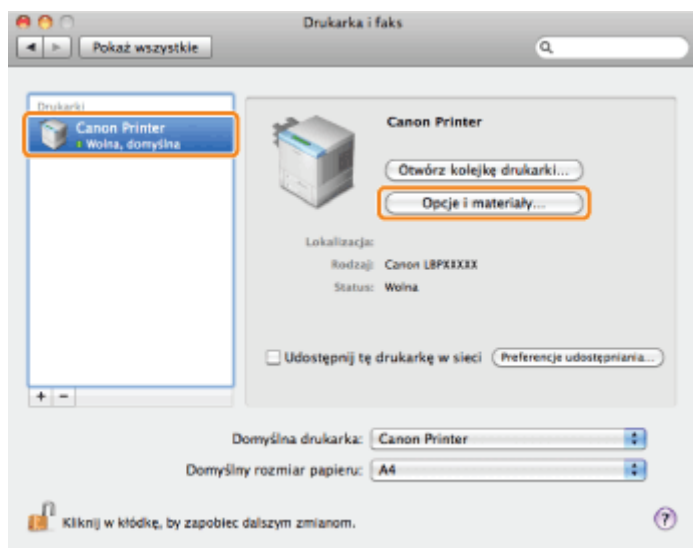 Drukarka i faks
Pokaż wszystkie
Drukarki
Canon Printer
Wolna, domyślna
Canon Printer
Otwórz kolejkę drukarki...
Opcje i materiały...
Lokalizacja:
Rodzaj: Canon LBPXXXXX
Status: Wolna
Udostępnij tę drukarkę w sieci Preferencje udostępniania...
+ −
Domyślna drukarka: Canon Printer
Domyślny rozmiar papieru: A4
Kliknij w kłódkę, by zapobiec dalszym zmianom. ?